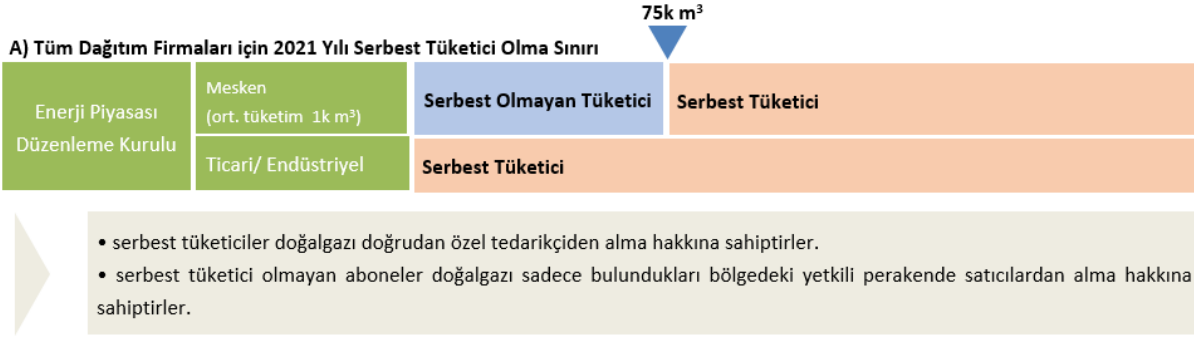 75k m³
A) Tüm Dağıtım Firmaları için 2021 Yılı Serbest Tüketici Olma Sınırı
Enerji Piyasası
Düzenleme Kurulu
Mesken
(ort. tüketim 1k m³)
Serbest Olmayan Tüketici
Serbest Tüketici
Ticari/ Endüstriyel
Serbest Tüketici
• serbest tüketiciler doğalgazı doğrudan özel tedarikçiden alma hakkına sahiptirler.
• serbest tüketici olmayan aboneler doğalgazı sadece bulundukları bölgedeki yetkili perakende satıcılardan alma hakkına
sahiptirler.